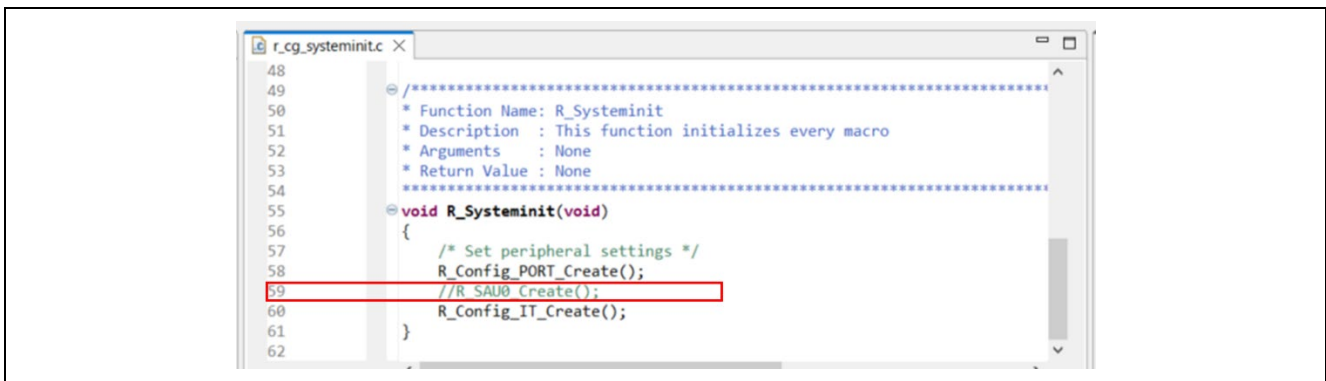 r_cg_systeminit.c
48
49 /***************************************************************************
50 * Function Name: R_Systeminit
51 * Description  : This function initializes every macro
52 * Arguments    : None
53 * Return Value : None
54 ***************************************************************************
55 void R_Systeminit(void)
56 {
57     /* Set peripheral settings */
58     R_Config_PORT_Create();
59     //R_SAU0_Create();
60     R_Config_IT_Create();
61 }
62